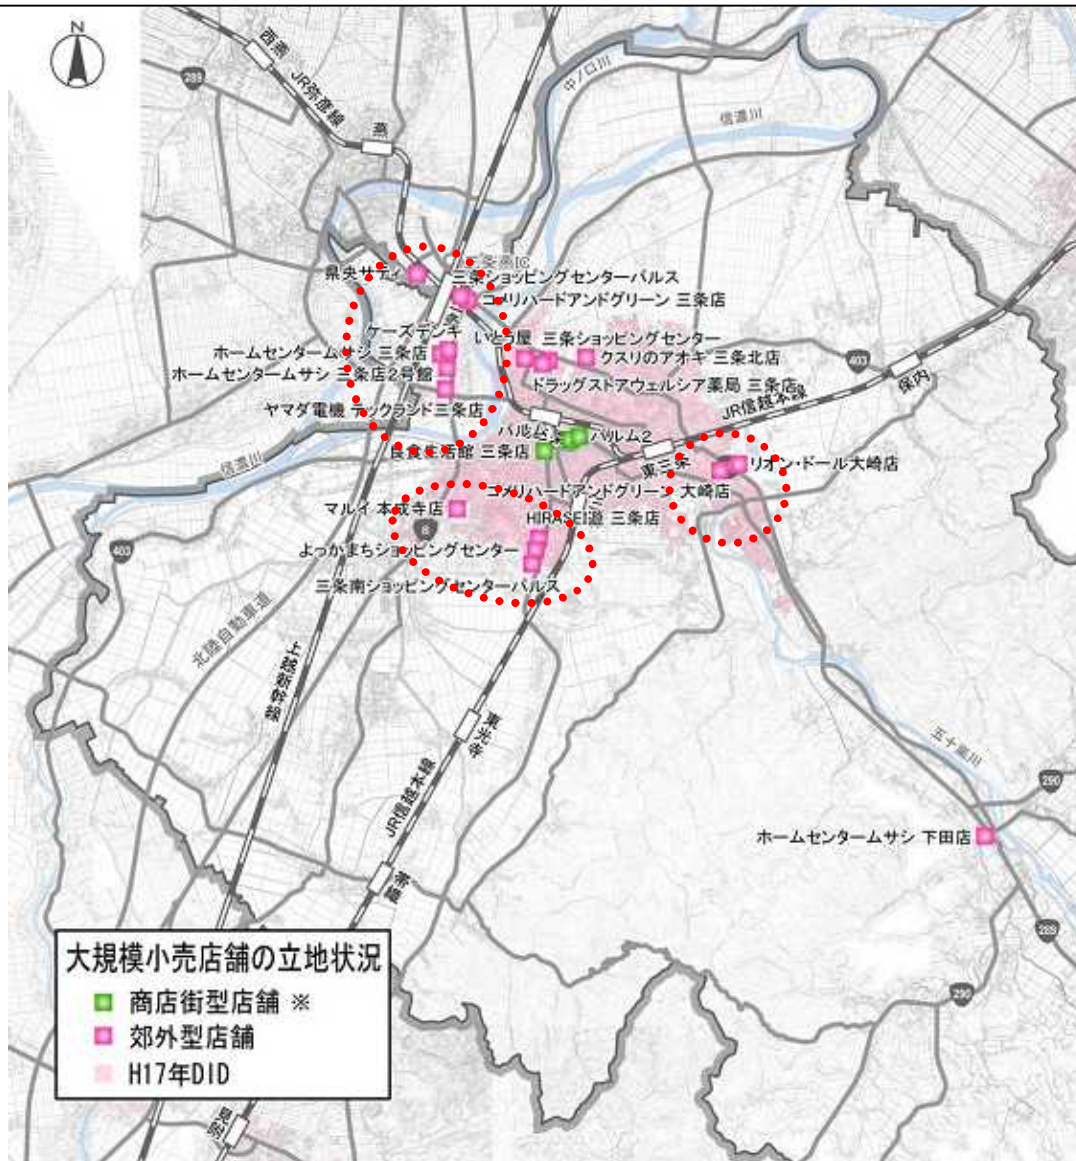 N
西燕
JR弥彦線
289
燕
中ノ口川
信濃川
県央サティ
三条ショッピングセンターパルス
コメリハードアンドグリーン 三条店
ケーズデンキ
いとう屋 三条ショッピングセンター
ホームセンタームサシ 三条店
クスリのアオキ 三条北店
403
ホームセンタームサシ 三条店2号館
ドラッグストアウェルシア薬局 三条店
保内
ヤマダ電機 テックランド三条店
JR信越本線
パルム1
パルム2
良食生活館 三条店
信濃川
東三条
リオン・ドール大崎店
コメリハードアンドグリーン 大崎店
マルイ 本成寺店
HIRASEI遊 三条店
8
403
よっかまちショッピングセンター
三条南ショッピングセンターパルス
北陸自動車道
上越新幹線
東光寺
JR信越本線
五十嵐川
290
ホームセンタームサシ 下田店
帯織
289
290
大規模小売店舗の立地状況
商店街型店舗 ※
郊外型店舗
H17年DID
見附